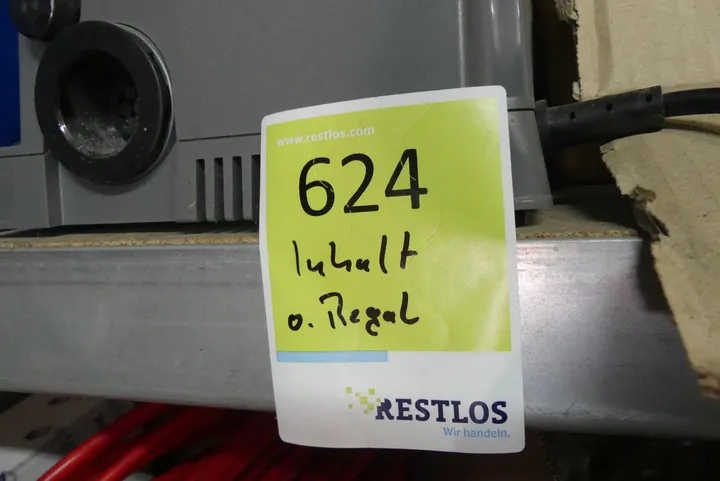 www.restlos.com
624
Inhalt
o. Regal
RESTLOS
Wir handeln.